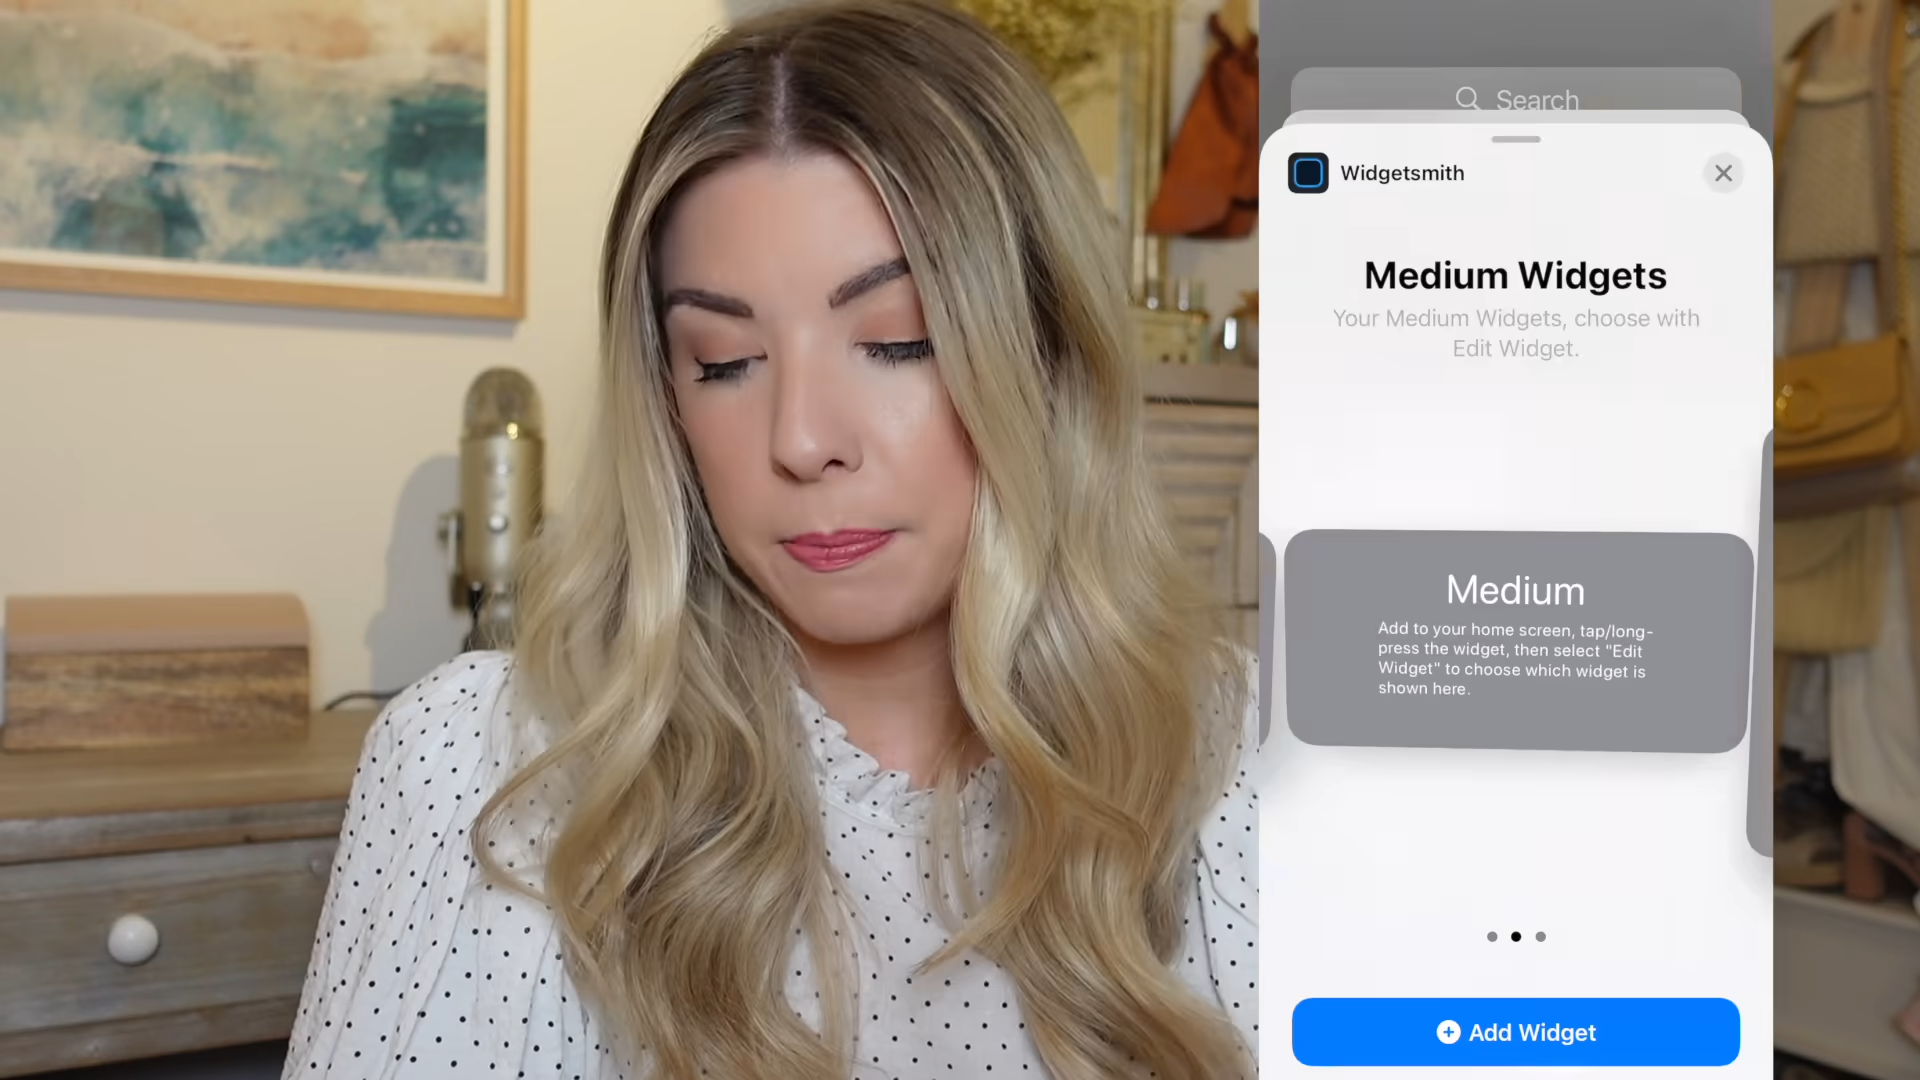 Search
Widgetsmith
Medium Widgets
Your Medium Widgets, choose with
Edit Widget.
Medium
Add to your home screen, tap/long-
press the widget, then select "Edit
Widget" to choose which widget is
shown here.
Add Widget